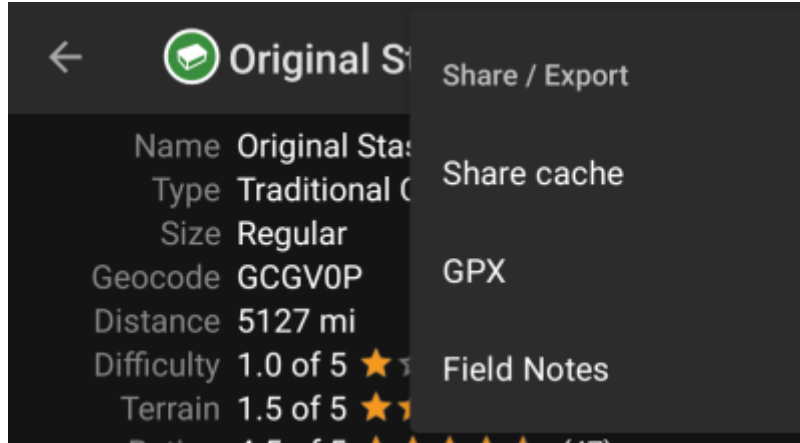 Original St
Share / Export
Name Original Stas
Type Traditional
Share cache
Size Regular
Geocode GCGV0P
GPX
Distance 5127 mi
Difficulty 1.0 of 5
Field Notes
Terrain 1.5 of 5